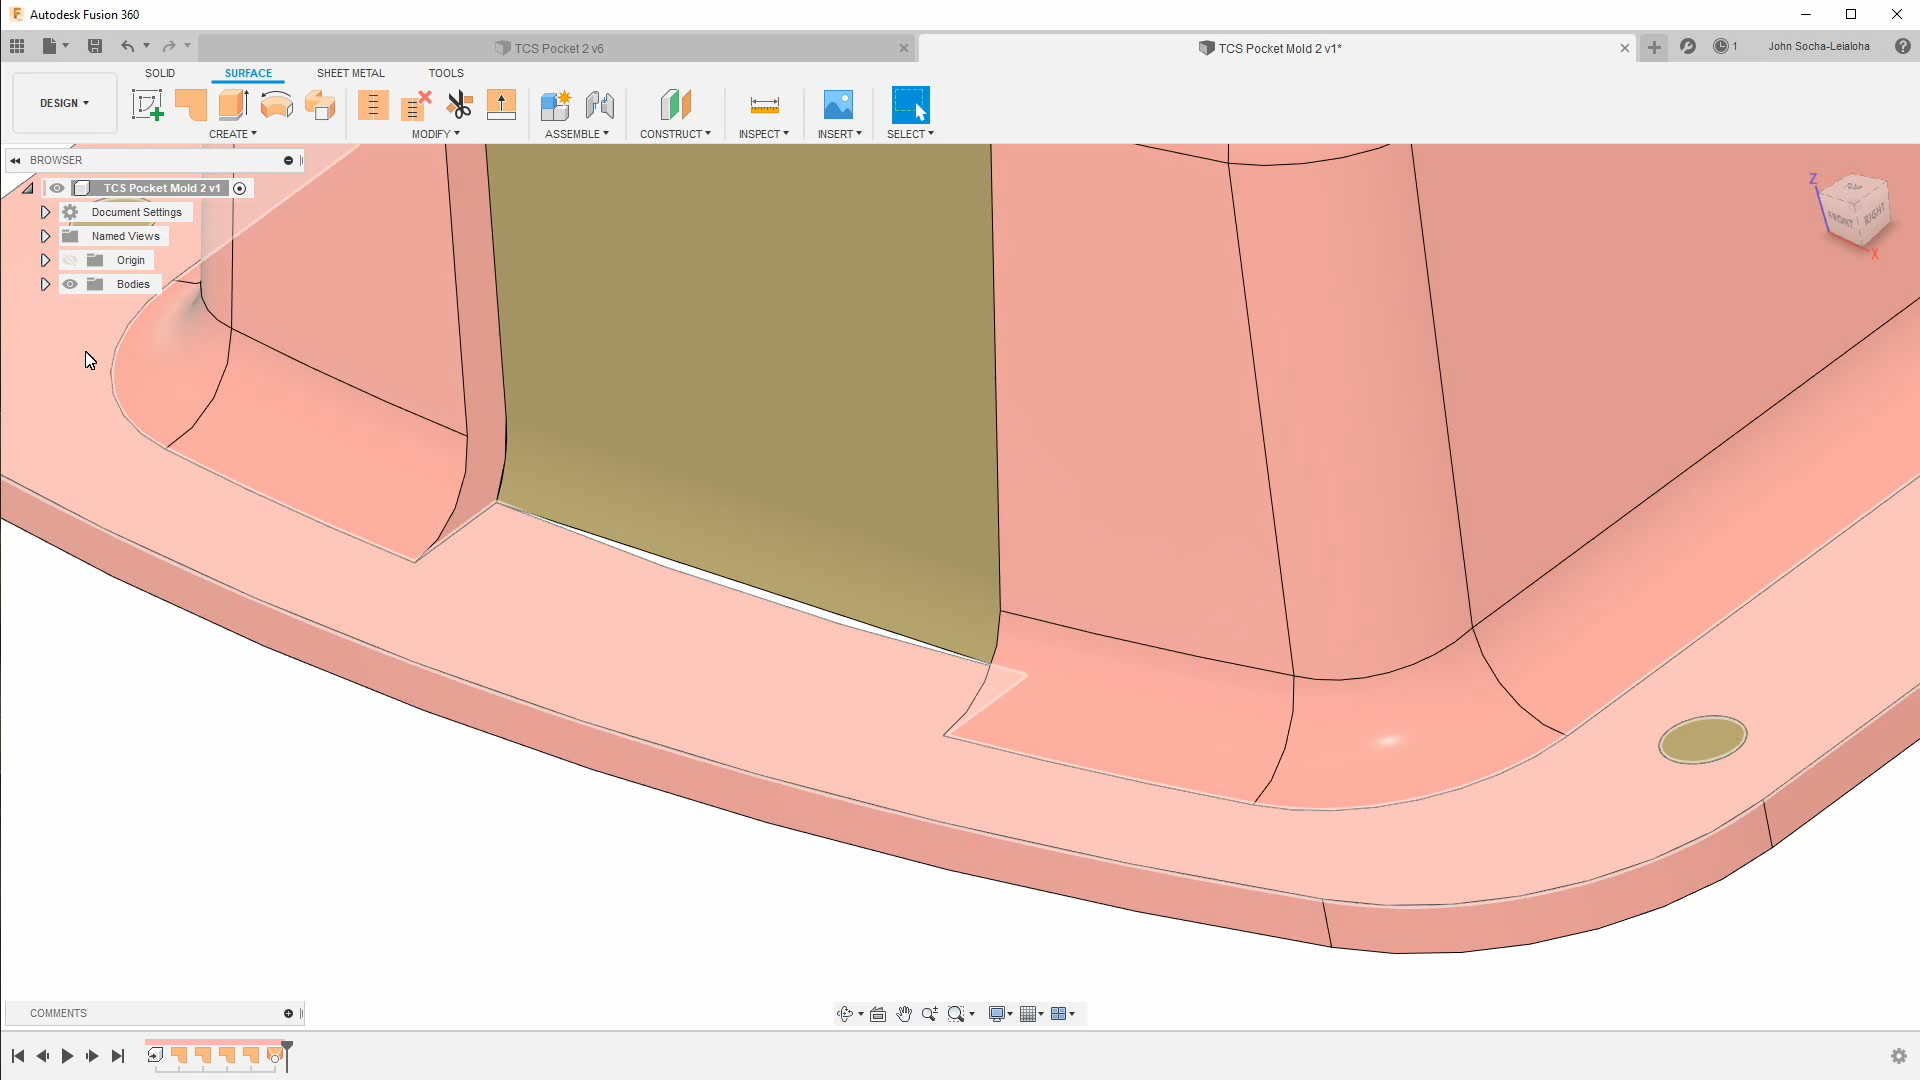 Autodesk Fusion 360
TCS Pocket 2 v6
TCS Pocket Mold 2 v1*
1
John Socha-Leialoha
SOLID
SURFACE
SHEET METAL
TOOLS
DESIGN
CREATE
MODIFY
ASSEMBLE
CONSTRUCT
INSPECT
INSERT
SELECT
BROWSER
TCS Pocket Mold 2 v1
Document Settings
Named Views
Origin
Bodies
Z
TOP
FRONT
RIGHT
X
COMMENTS